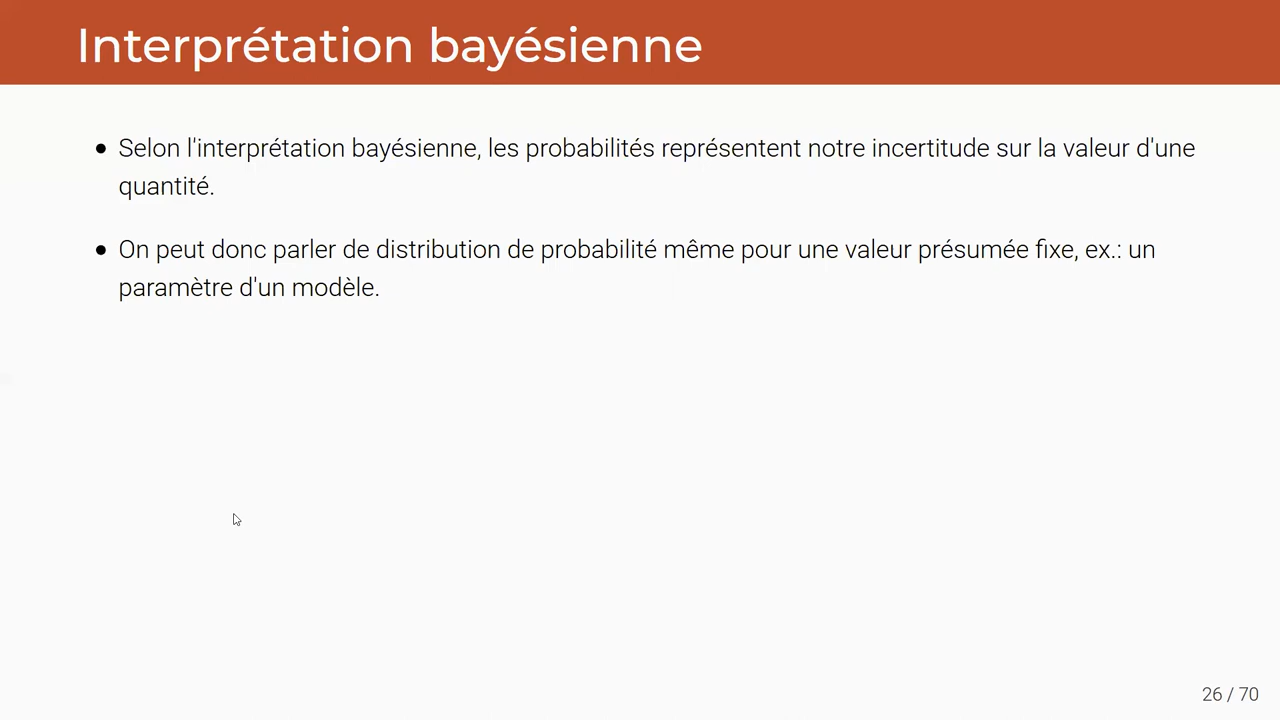 Interprétation bayésienne
Selon l'interprétation bayésienne, les probabilités représentent notre incertitude sur la valeur d'une
quantité.
On peut donc parler de distribution de probabilité même pour une valeur présumée fixe, ex.: un
paramètre d'un modèle.
26 / 70